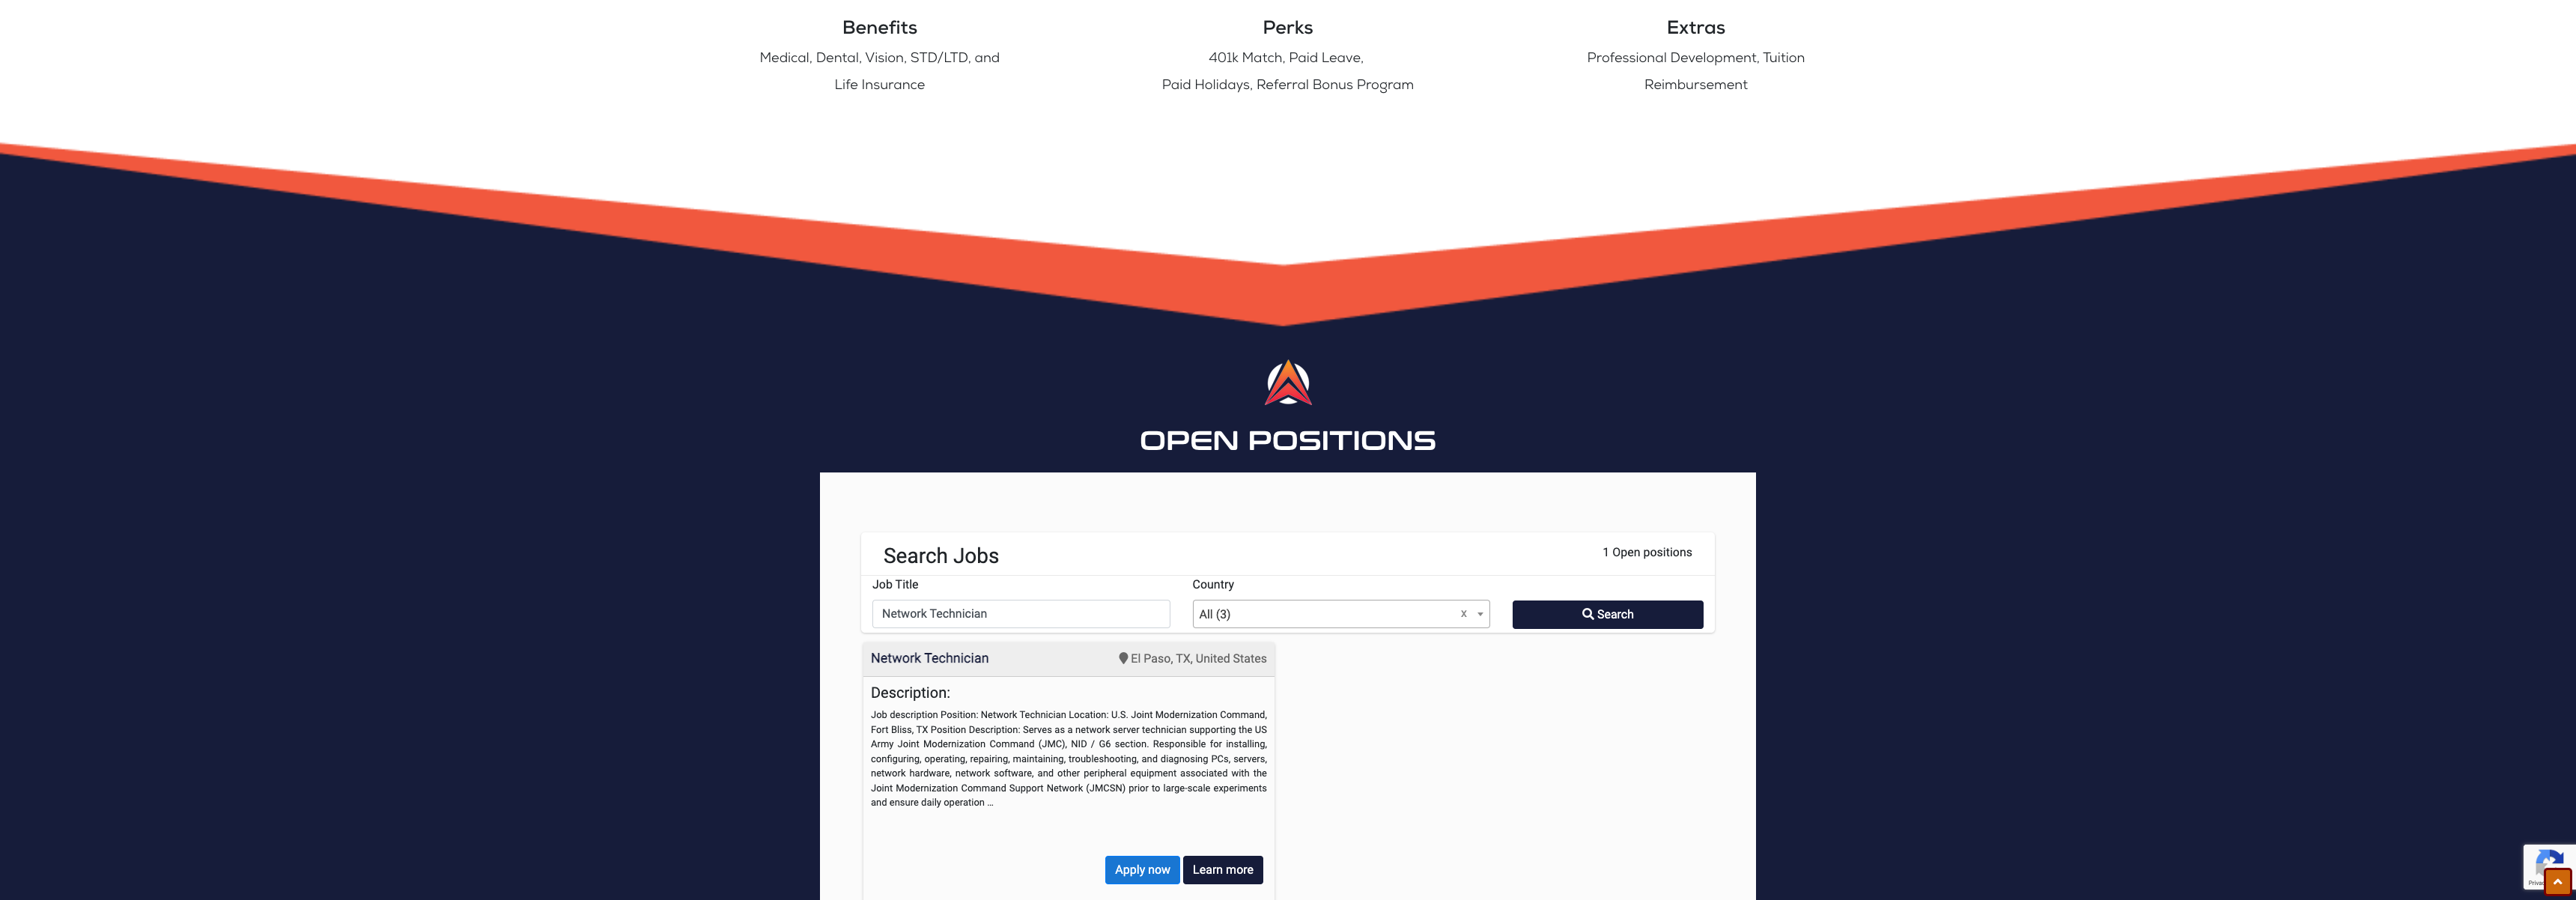 Benefits
Medical, Dental, Vision, STD/LTD, and
Life Insurance
Perks
401k Match, Paid Leave,
Paid Holidays, Referral Bonus Program
Extras
Professional Development, Tuition
Reimbursement
OPEN POSITIONS
Search Jobs
1 Open positions
Job Title
Country
Network Technician
All (3)
x
Search
Network Technician
El Paso, TX, United States
Description:
Job description Position: Network Technician Location: U.S. Joint Modernization Command,
Fort Bliss, TX Position Description: Serves as a network server technician supporting the US
Army Joint Modernization Command (JMC), NID / G6 section. Responsible for installing,
configuring, operating, repairing, maintaining, troubleshooting, and diagnosing PCs, servers,
network hardware, network software, and other peripheral equipment associated with the
Joint Modernization Command Support Network (JMCSN) prior to large-scale experiments
and ensure daily operation ...
Apply now
Learn more